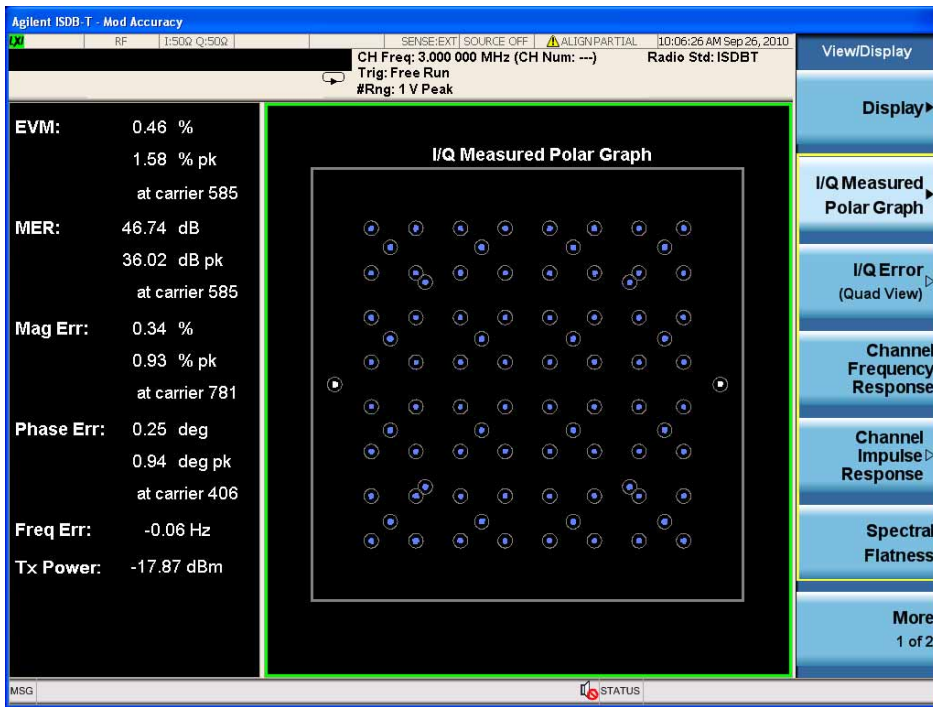 Agilent ISDB-T - Mod Accuracy
LXI RF I:50Ω Q:50Ω SENSE:EXT SOURCE OFF ALIGN PARTIAL 10:06:26 AM Sep 26, 2010
CH Freq: 3.000 000 MHz (CH Num: ---) Radio Std: ISDBT
Trig: Free Run
#Rng: 1 V Peak
EVM: 0.46 %
1.58 % pk
at carrier 585
MER: 46.74 dB
36.02 dB pk
at carrier 585
Mag Err: 0.34 %
0.93 % pk
at carrier 781
Phase Err: 0.25 deg
0.94 deg pk
at carrier 406
Freq Err: -0.06 Hz
Tx Power: -17.87 dBm
I/Q Measured Polar Graph
View/Display
Display
I/Q Measured
Polar Graph
I/Q Error
(Quad View)
Channel
Frequency
Response
Channel
Impulse
Response
Spectral
Flatness
More
1 of 2
MSG STATUS